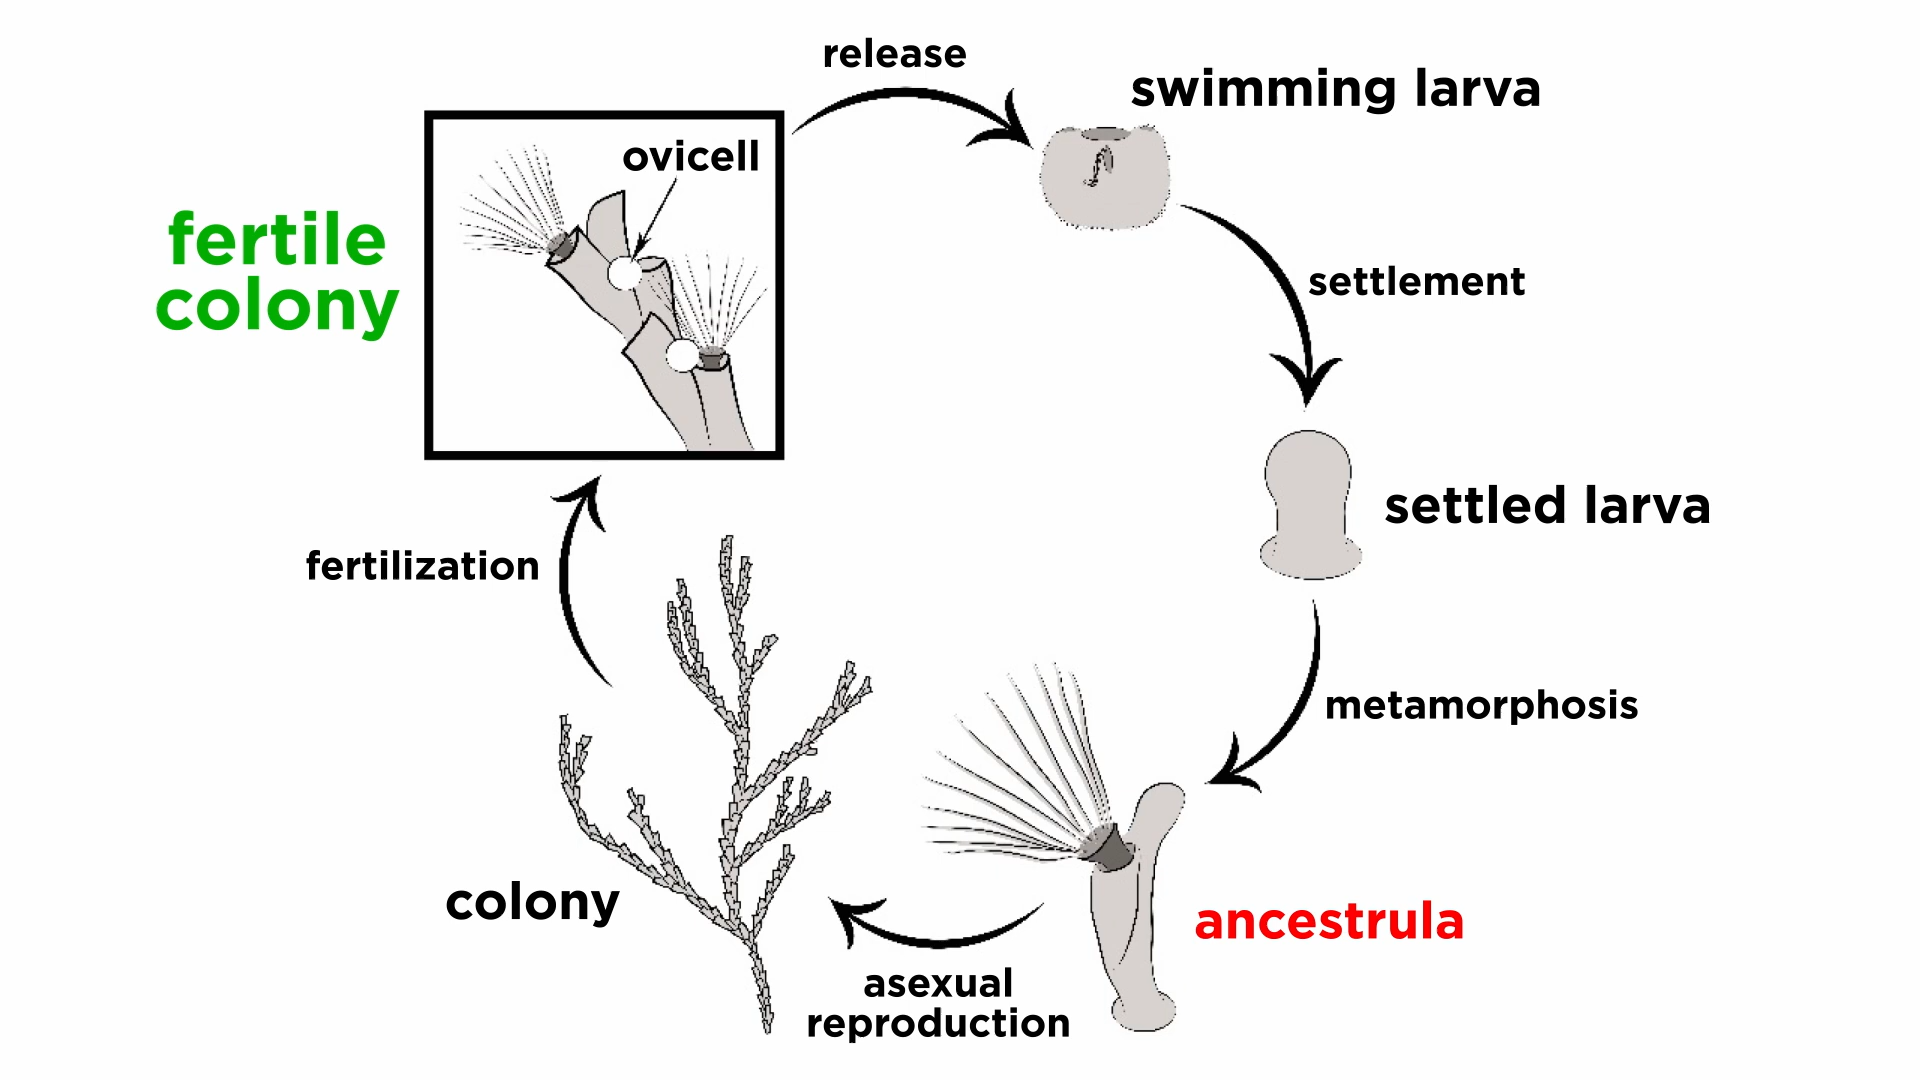 release
swimming larva
ovicell
fertile
colony
settlement
settled larva
fertilization
metamorphosis
colony
ancestrula
asexual
reproduction